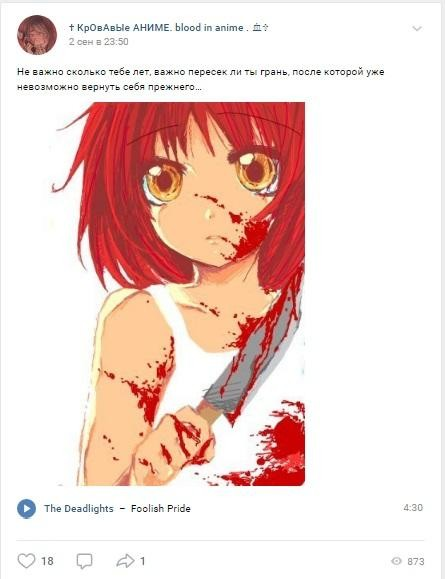 † КрОвАвЫе АНИМЕ. blood in anime . 血♱
2 сен в 23:50
Не важно сколько тебе лет, важно пересек ли ты грань, после которой уже
невозможно вернуть себя прежнего...
The Deadlights – Foolish Pride 4:30
18 1 873